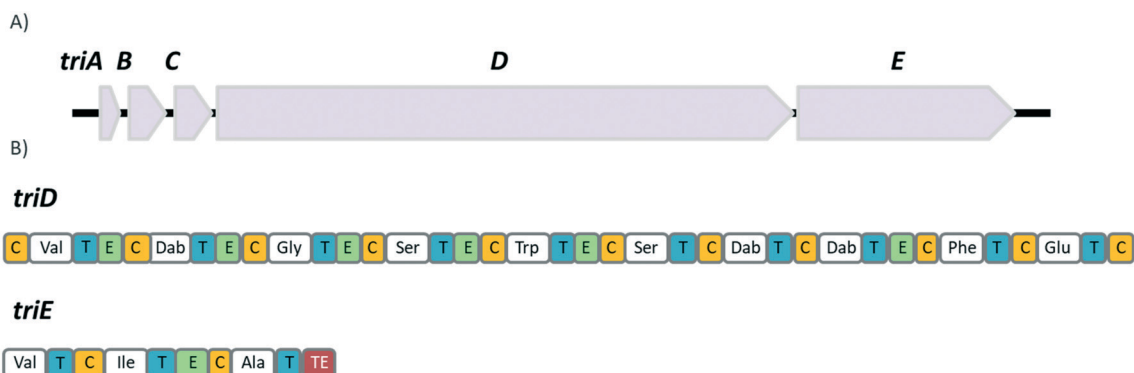 A)
triA B C D E
B)
triD
C Val T E C Dab T E C Gly T E C Ser T E C Trp T E C Ser T C Dab T C Dab T E C Phe T C Glu T C
triE
Val T C Ile T E C Ala T TE